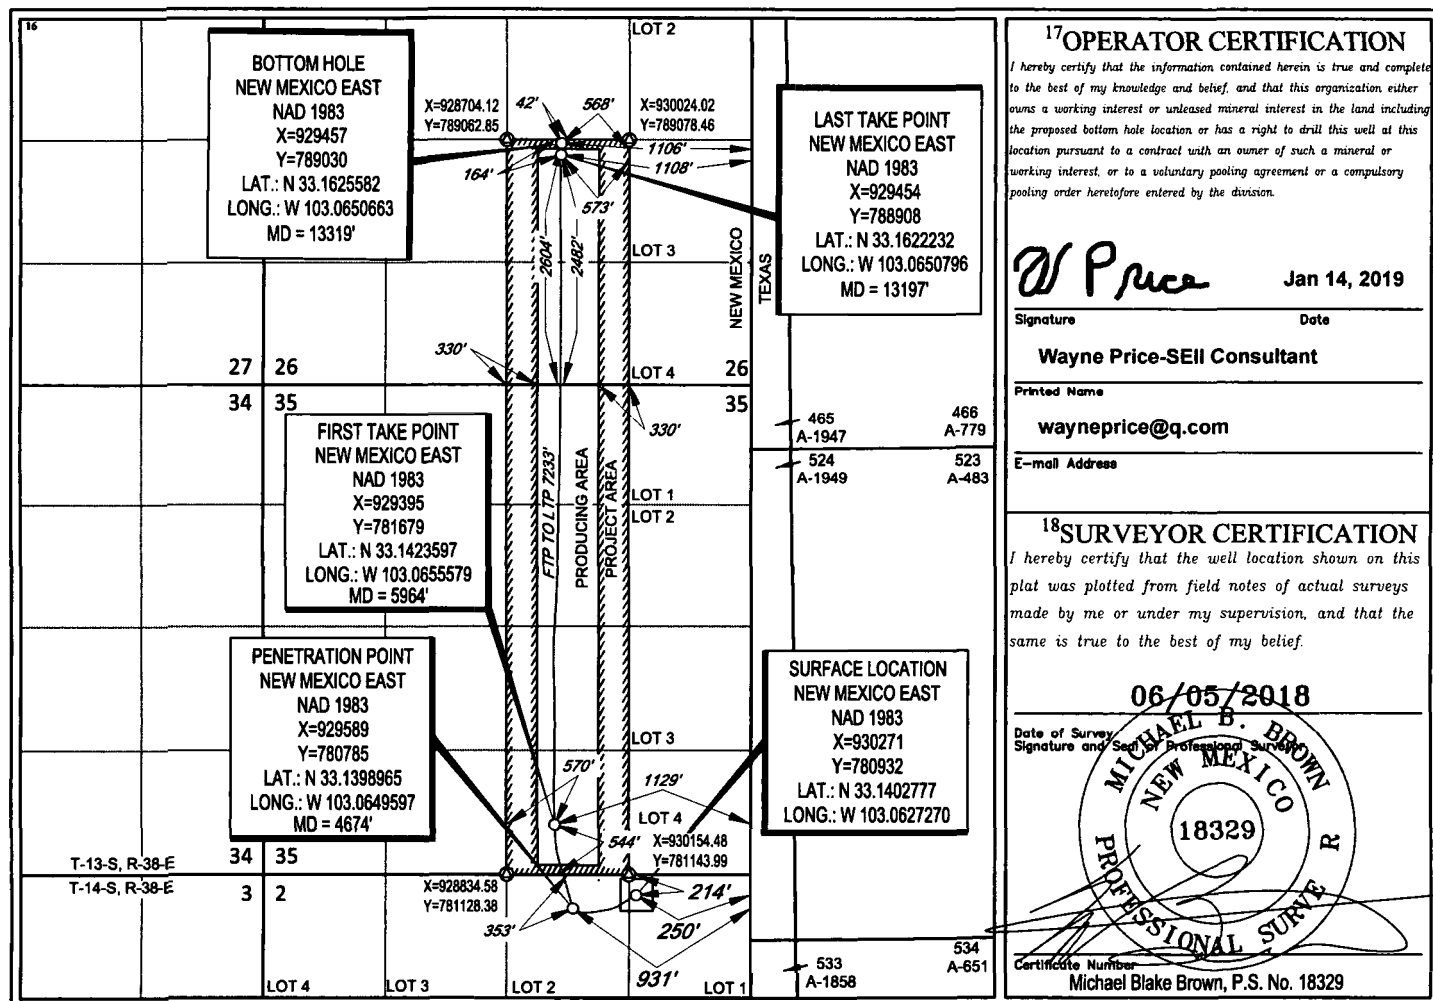 16
LOT 2
BOTTOM HOLE
NEW MEXICO EAST
NAD 1983
X=929457
Y=789030
LAT.: N 33.1625582
LONG.: W 103.0650663
MD = 13319'
X=928704.12
Y=789062.85
42'
568'
X=930024.02
Y=789078.46
1106'
1108'
164'
573'
LAST TAKE POINT
NEW MEXICO EAST
NAD 1983
X=929454
Y=788908
LAT.: N 33.1622232
LONG.: W 103.0650796
MD = 13197'
2604'
2482'
LOT 3
NEW MEXICO
TEXAS
330'
27
26
LOT 4
26
34
35
35
330'
465
A-1947
466
A-779
524
A-1949
523
A-483
FIRST TAKE POINT
NEW MEXICO EAST
NAD 1983
X=929395
Y=781679
LAT.: N 33.1423597
LONG.: W 103.0655579
MD = 5964'
FTP TO LTP 7233'
PRODUCING AREA
PROJECT AREA
LOT 1
LOT 2
PENETRATION POINT
NEW MEXICO EAST
NAD 1983
X=929589
Y=780785
LAT.: N 33.1398965
LONG.: W 103.0649597
MD = 4674'
SURFACE LOCATION
NEW MEXICO EAST
NAD 1983
X=930271
Y=780932
LAT.: N 33.1402777
LONG.: W 103.0627270
LOT 3
570'
1129'
LOT 4
544'
X=930154.48
Y=781143.99
T-13-S, R-38-E
34
35
T-14-S, R-38-E
3
2
X=928834.58
Y=781128.38
214'
353'
250'
931'
534
A-651
533
A-1858
LOT 4
LOT 3
LOT 2
LOT 1
17 OPERATOR CERTIFICATION
I hereby certify that the information contained herein is true and complete
to the best of my knowledge and belief, and that this organization either
owns a working interest or unleased mineral interest in the land including
the proposed bottom hole location or has a right to drill this well at this
location pursuant to a contract with an owner of such a mineral or
working interest, or to a voluntary pooling agreement or a compulsory
pooling order heretofore entered by the division.
W Price
Jan 14, 2019
Signature
Date
Wayne Price-SEII Consultant
Printed Name
wayneprice@q.com
E-mail Address
18 SURVEYOR CERTIFICATION
I hereby certify that the well location shown on this
plat was plotted from field notes of actual surveys
made by me or under my supervision, and that the
same is true to the best of my belief.
06/05/2018
Date of Survey
Signature and Seal of Professional Surveyor
MICHAEL B. BROWN
NEW MEXICO
18329
PROFESSIONAL SURVE R
Certificate Number
Michael Blake Brown, P.S. No. 18329